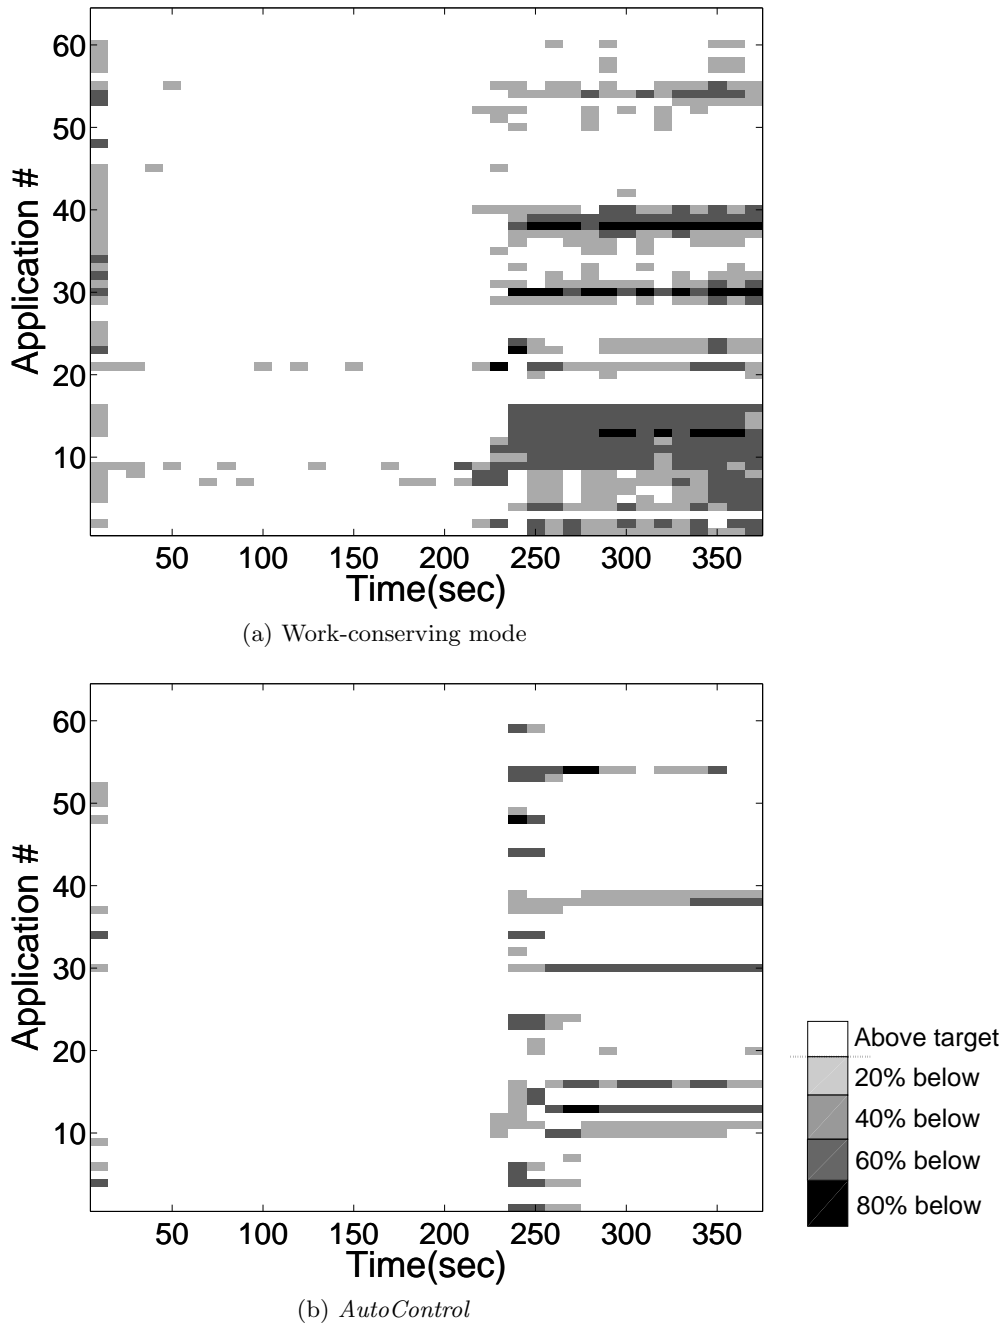 60
50
40
30
20
10
Application #
50 100 150 200 250 300 350
Time(sec)
(a) Work-conserving mode
60
50
40
30
20
10
Application #
50 100 150 200 250 300 350
Time(sec)
(b) AutoControl
Above target
20% below
40% below
60% below
80% below